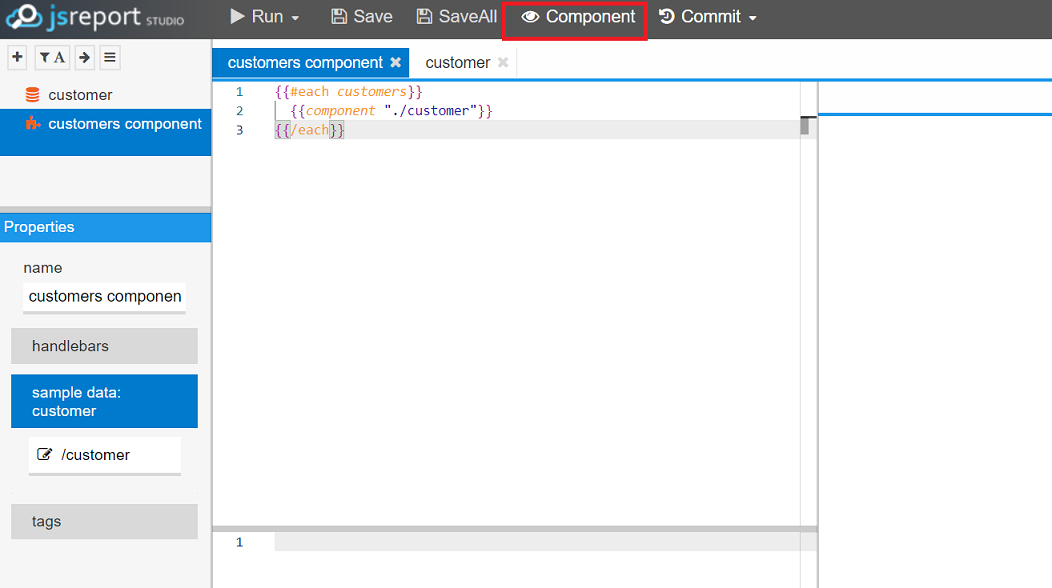 jsreport STUDIO
Run
Save
SaveAll
Component
Commit
A
customer
customers component
customers component
customer
1 {{#each customers}}
2 {{component "./customer"}}
3 {{/each}}
Properties
name
customers componen
handlebars
sample data:
customer
/customer
tags
1